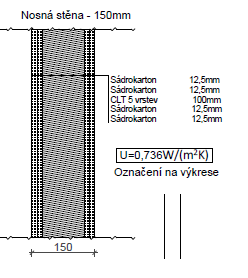 Nosná stěna - 150mm
Sádrokarton 12,5mm
Sádrokarton 12,5mm
CLT 5 vrstev 100mm
Sádrokarton 12,5mm
Sádrokarton 12,5mm
U=0,736W/(m²K)
Označení na výkrese
150